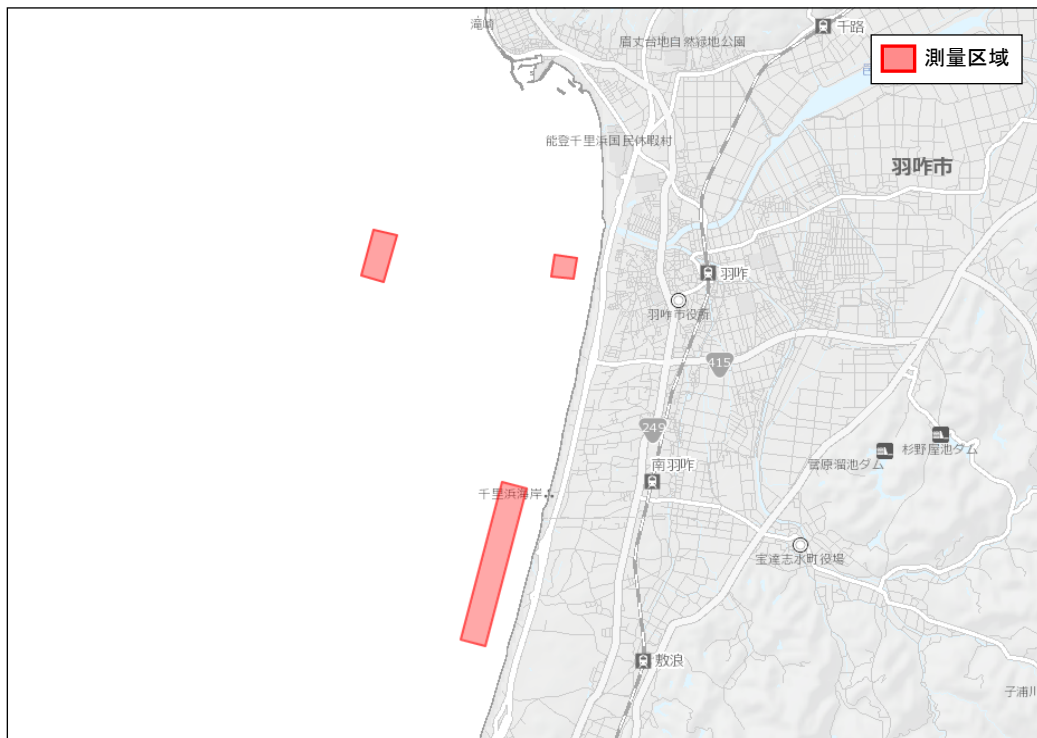 滝崎
千路
眉丈台地自然緑地公園
測量区域
能登千里浜国民休暇村
羽咋市
羽咋
羽咋市役所
415
249
杉野屋池ダム
菅原溜池ダム
南羽咋
千里浜海岸
宝達志水町役場
敷浪
子浦川